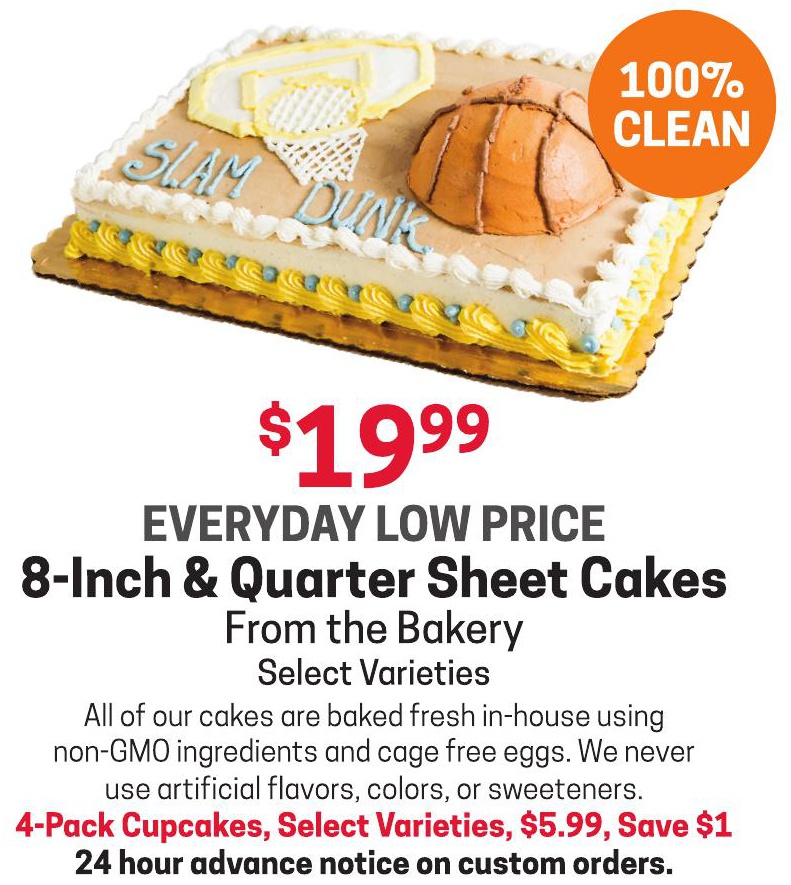 100%
CLEAN
SLAM
DUNK
$1999
EVERYDAY LOW PRICE
8-Inch & Quarter Sheet Cakes
From the Bakery
Select Varieties
All of our cakes are baked fresh in-house using
non-GMO ingredients and cage free eggs. We never
use artificial flavors, colors, or sweeteners.
4-Pack Cupcakes, Select Varieties, $5.99, Save $1
24 hour advance notice on custom orders.